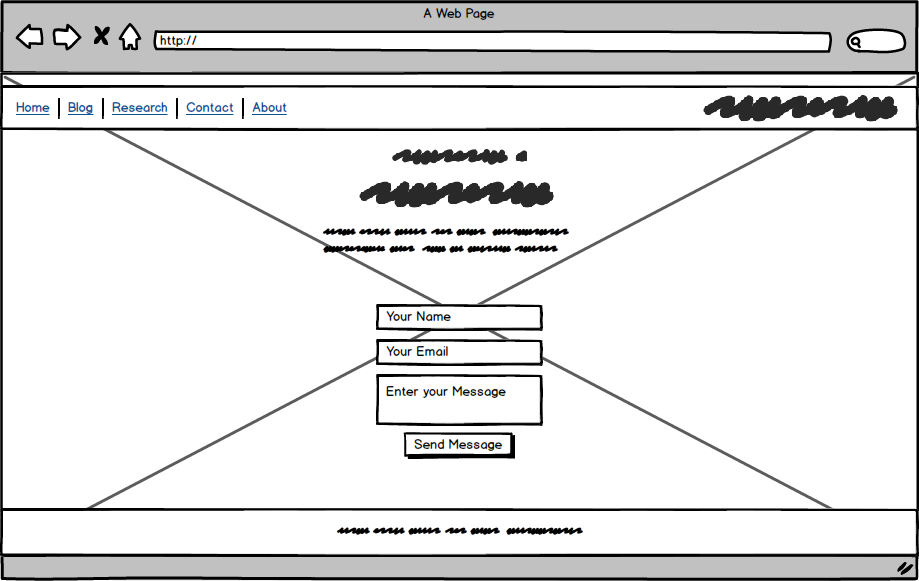 A Web Page
http://
Home Blog Research Contact About
Your Name
Your Email
Enter your Message
Send Message